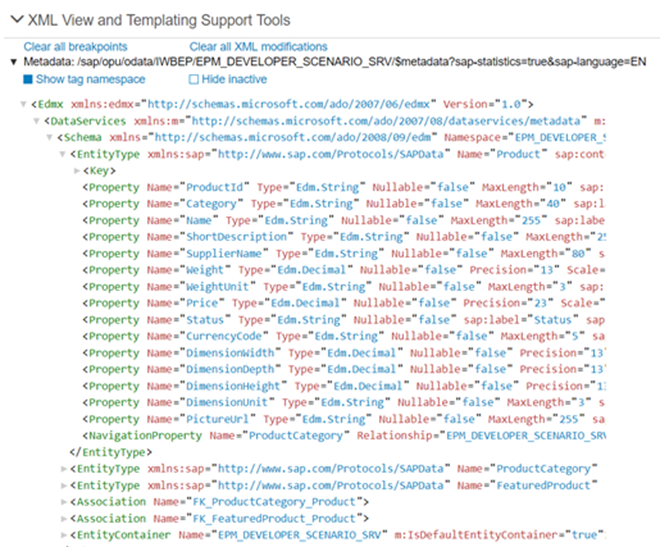 XML View and Templating Support Tools
Clear all breakpoints Clear all XML modifications
Metadata: /sap/opu/odata/IWBEP/EPM_DEVELOPER_SCENARIO_SRV/$metadata?sap-statistics=true&sap-language=EN
Show tag namespace Hide inactive
<Edmx xmlns:edmx="http://schemas.microsoft.com/ado/2007/06/edmx" Version="1.0">
<DataServices xmlns:m="http://schemas.microsoft.com/ado/2007/08/dataservices/metadata" m:
<Schema xmlns="http://schemas.microsoft.com/ado/2008/09/edm" Namespace="EPM_DEVELOPER_S
<EntityType xmlns:sap="http://www.sap.com/Protocols/SAPData" Name="Product" sap:cont
<Key>
<Property Name="ProductId" Type="Edm.String" Nullable="false" MaxLength="10" sap:
<Property Name="Category" Type="Edm.String" Nullable="false" MaxLength="40" sap:l
<Property Name="Name" Type="Edm.String" Nullable="false" MaxLength="255" sap:labe
<Property Name="ShortDescription" Type="Edm.String" Nullable="false" MaxLength="25
<Property Name="SupplierName" Type="Edm.String" Nullable="false" MaxLength="80" s
<Property Name="Weight" Type="Edm.Decimal" Nullable="false" Precision="13" Scale=
<Property Name="WeightUnit" Type="Edm.String" Nullable="false" MaxLength="3" sap:
<Property Name="Price" Type="Edm.Decimal" Nullable="false" Precision="23" Scale="
<Property Name="Status" Type="Edm.String" Nullable="false" sap:label="Status" sap
<Property Name="CurrencyCode" Type="Edm.String" Nullable="false" MaxLength="5" sa
<Property Name="DimensionWidth" Type="Edm.Decimal" Nullable="false" Precision="13"
<Property Name="DimensionDepth" Type="Edm.Decimal" Nullable="false" Precision="13"
<Property Name="DimensionHeight" Type="Edm.Decimal" Nullable="false" Precision="13
<Property Name="DimensionUnit" Type="Edm.String" Nullable="false" MaxLength="3" s
<Property Name="PictureUrl" Type="Edm.String" Nullable="false" MaxLength="255" sa
<NavigationProperty Name="ProductCategory" Relationship="EPM_DEVELOPER_SCENARIO_SRV
</EntityType>
<EntityType xmlns:sap="http://www.sap.com/Protocols/SAPData" Name="ProductCategory"
<EntityType xmlns:sap="http://www.sap.com/Protocols/SAPData" Name="FeaturedProduct"
<Association Name="FK_ProductCategory_Product">
<Association Name="FK_FeaturedProduct_Product">
<EntityContainer Name="EPM_DEVELOPER_SCENARIO_SRV" m:IsDefaultEntityContainer="true"